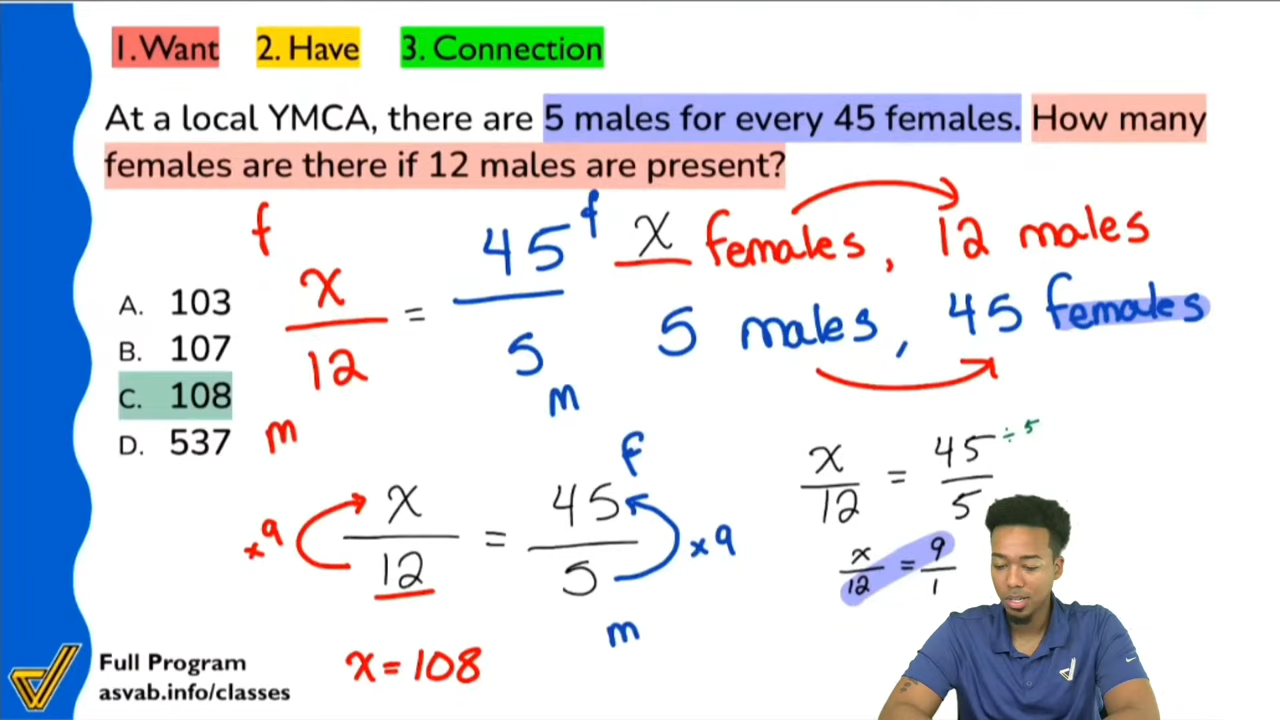 1. Want 2. Have 3. Connection
At a local YMCA, there are 5 males for every 45 females. How many
females are there if 12 males are present?
f
x/12 = 45/5
f
m
m
x females, 12 males
5 males, 45 females
A. 103
B. 107
C. 108
D. 537
x9 x/12 = 45/5 x9
f
m
x = 108
x/12 = 45/5 ÷5
x/12 = 9/1
Full Program
asvab.info/classes